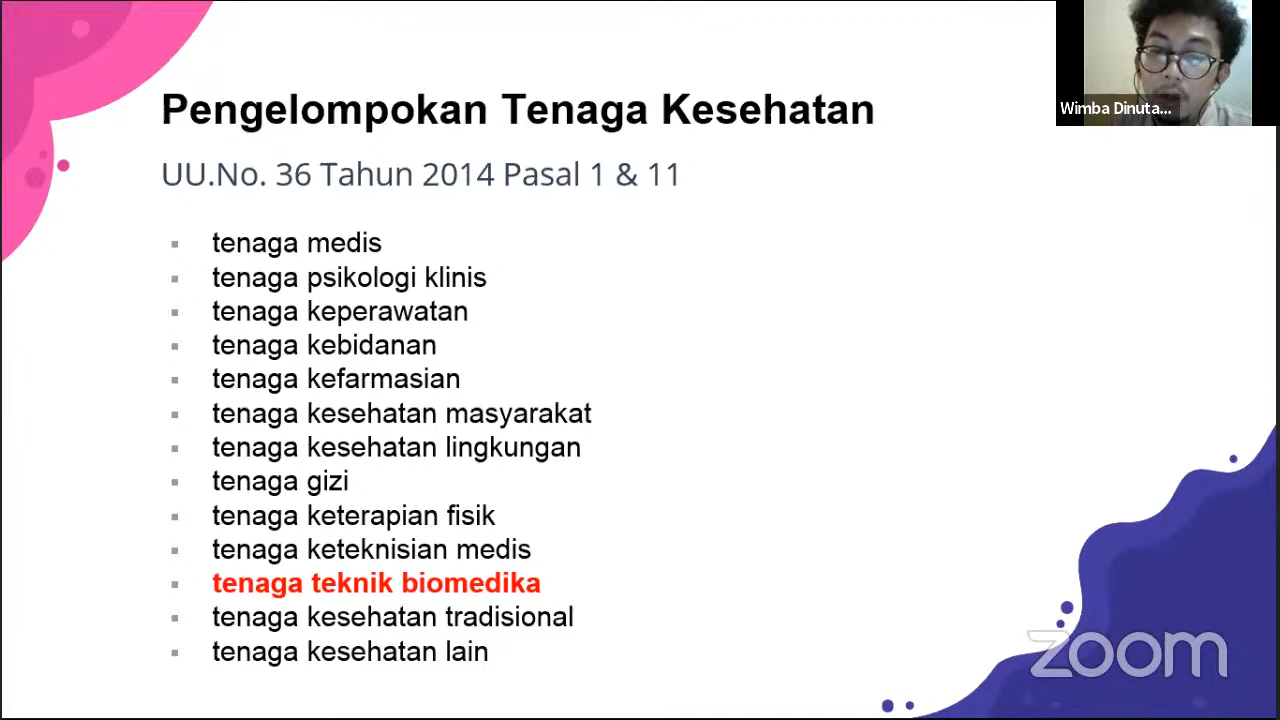 Pengelompokan Tenaga Kesehatan
Wimba Dinuta...
UU.No. 36 Tahun 2014 Pasal 1 & 11
tenaga medis
tenaga psikologi klinis
tenaga keperawatan
tenaga kebidanan
tenaga kefarmasian
tenaga kesehatan masyarakat
tenaga kesehatan lingkungan
tenaga gizi
tenaga keterapian fisik
tenaga keteknisian medis
tenaga teknik biomedika
tenaga kesehatan tradisional
tenaga kesehatan lain
zoom